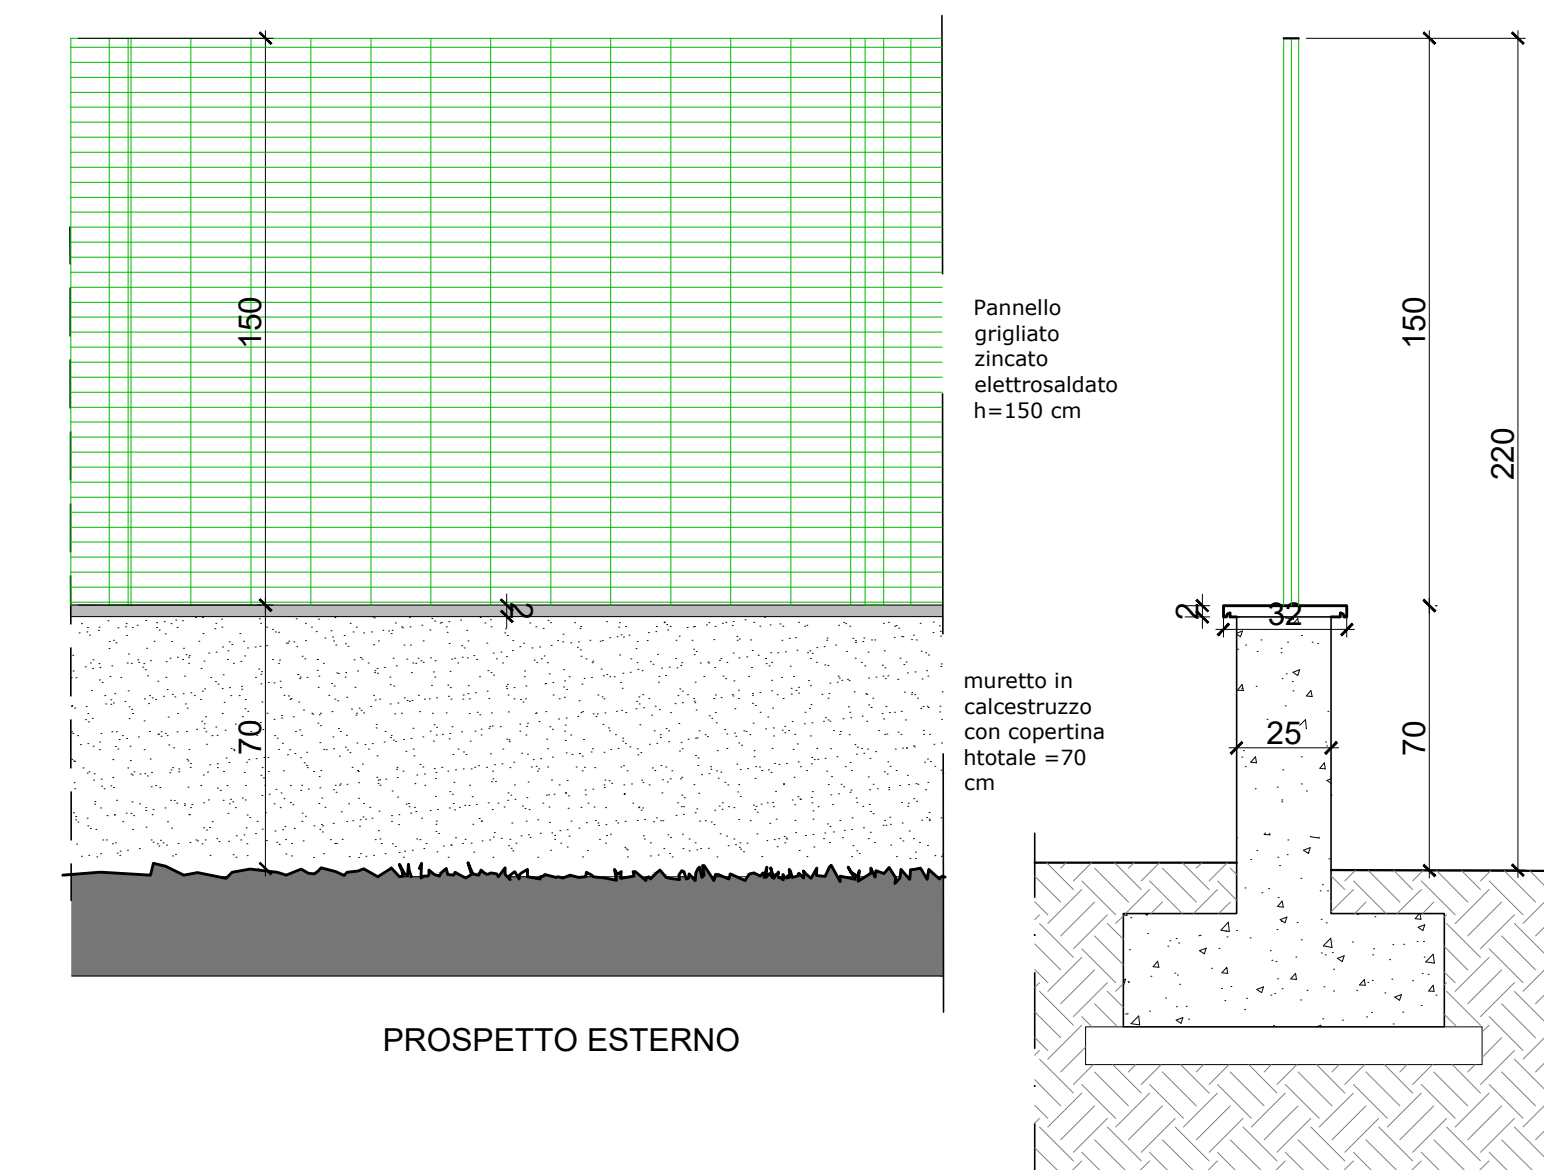 150
70
2
PROSPETTO ESTERNO
Pannello
grigliato
zincato
elettrosaldato
h=150 cm
muretto in
calcestruzzo
con copertina
htotale =70
cm
2
32
25
150
70
220